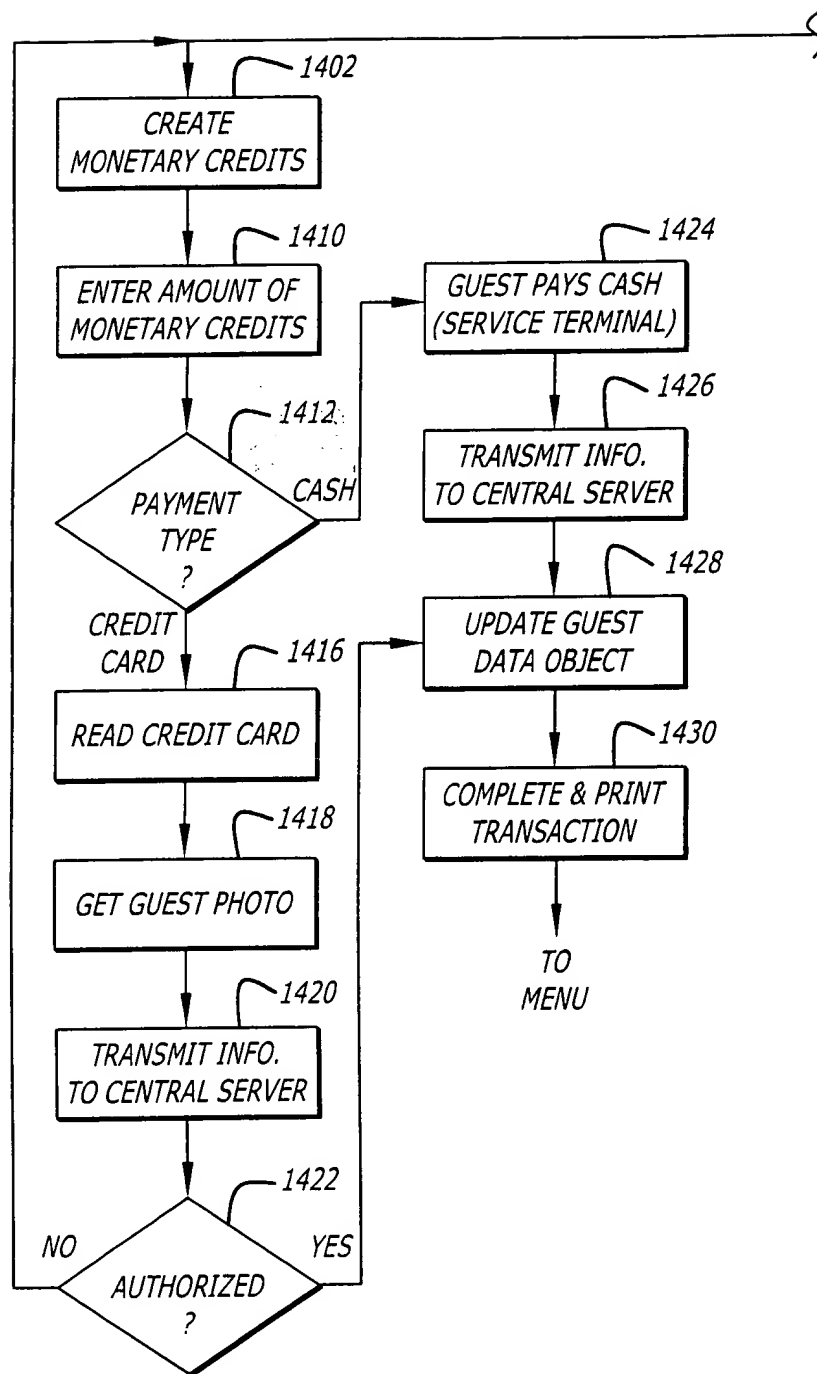 1402
CREATE
MONETARY CREDITS
1410
ENTER AMOUNT OF
MONETARY CREDITS
1412
PAYMENT
TYPE
?
CASH
CREDIT
CARD
1416
READ CREDIT CARD
1418
GET GUEST PHOTO
1420
TRANSMIT INFO.
TO CENTRAL SERVER
1422
NO
YES
AUTHORIZED
?
1424
GUEST PAYS CASH
(SERVICE TERMINAL)
1426
TRANSMIT INFO.
TO CENTRAL SERVER
1428
UPDATE GUEST
DATA OBJECT
1430
COMPLETE & PRINT
TRANSACTION
TO
MENU